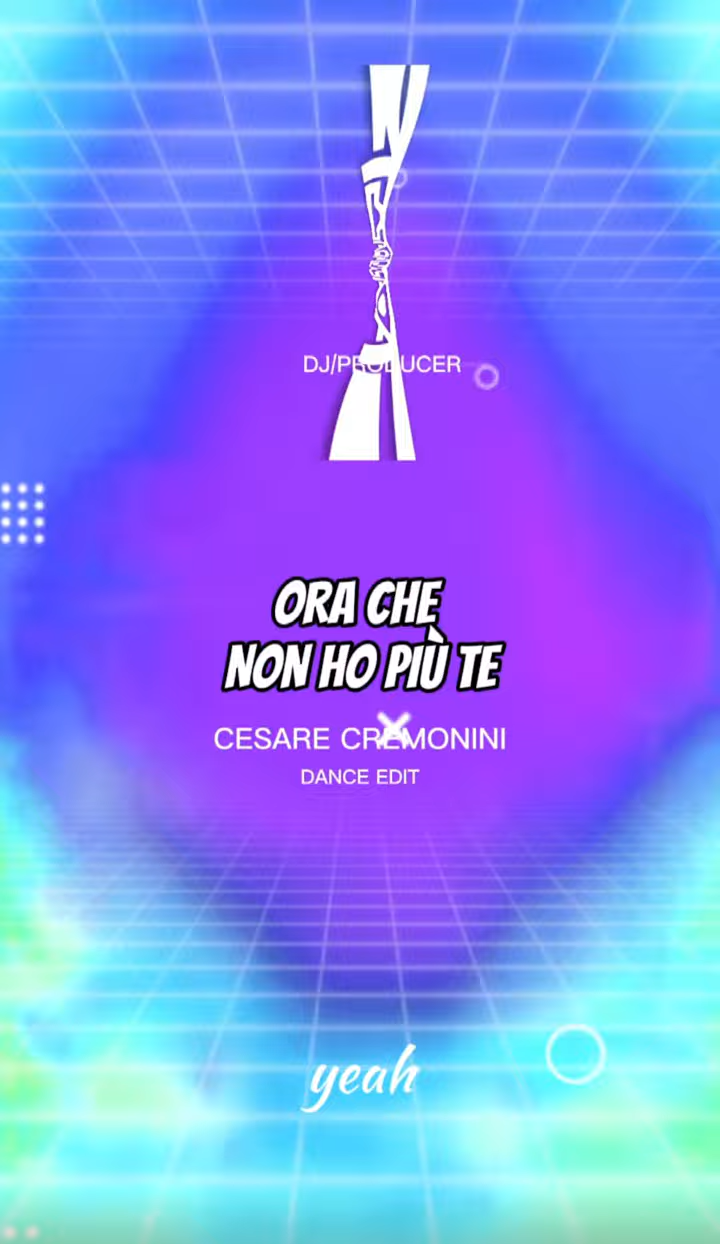 DJ/PRODUCER
ORA CHE
NON HO PIÙ TE
CESARE CREMONINI
DANCE EDIT
yeah